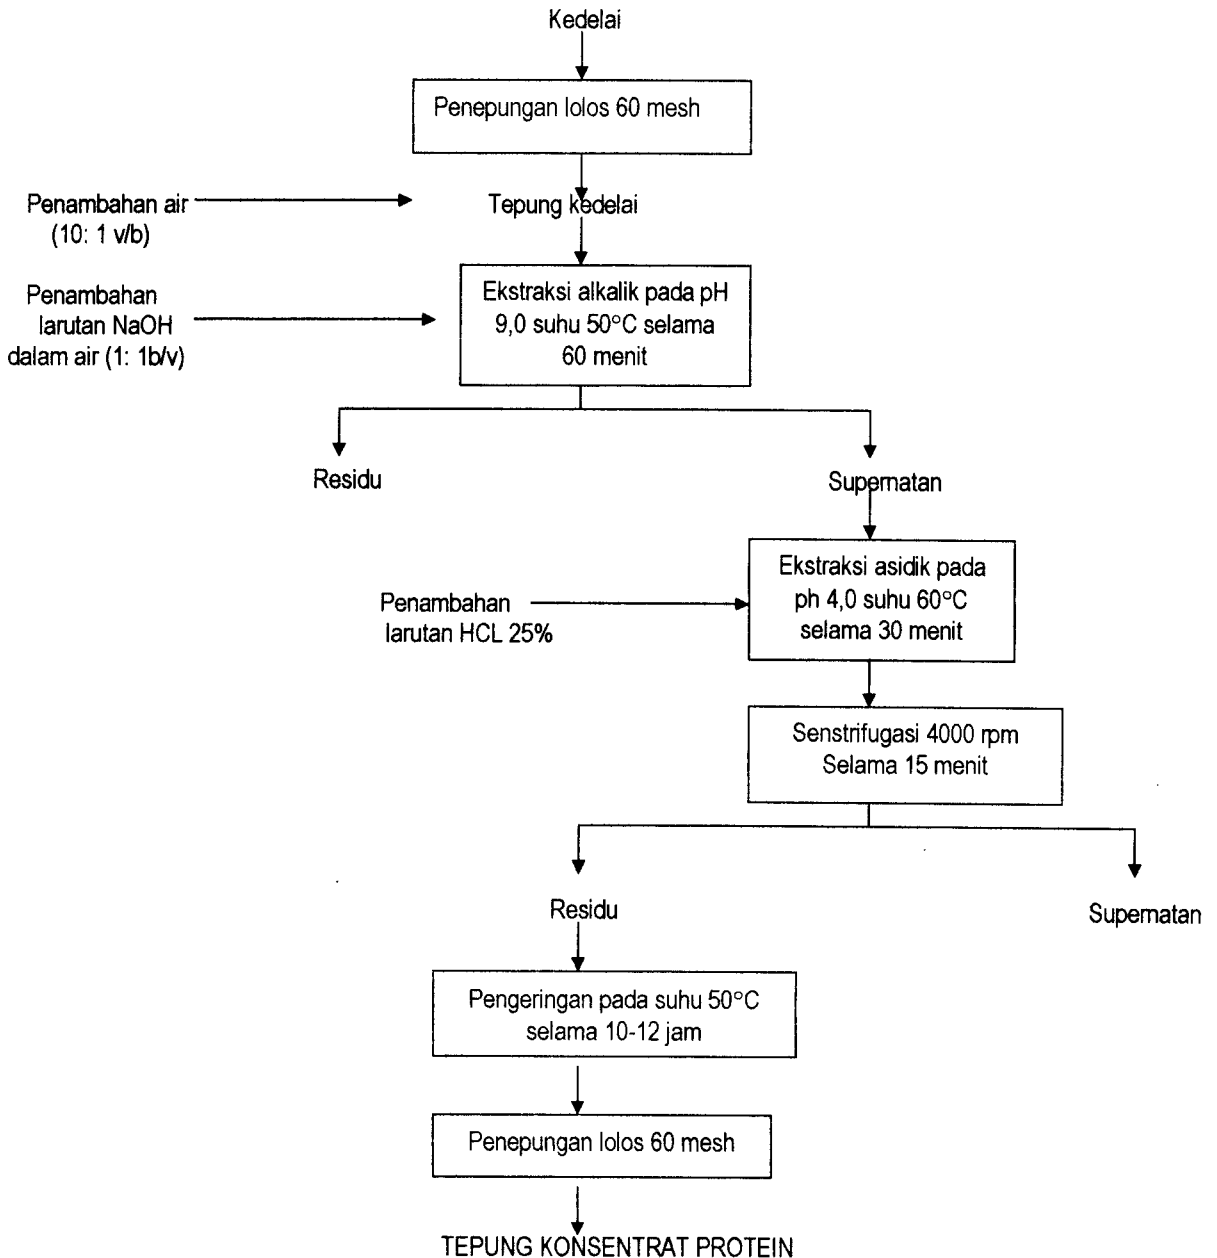 Kedelai
Penepungan lolos 60 mesh
Penambahan air
(10: 1 v/b)
Tepung kedelai
Penambahan
larutan NaOH
dalam air (1: 1b/v)
Ekstraksi alkalik pada pH
9,0 suhu 50°C selama
60 menit
Residu
Supernatan
Penambahan
larutan HCL 25%
Ekstraksi asidik pada
ph 4,0 suhu 60°C
selama 30 menit
Senstrifugasi 4000 rpm
Selama 15 menit
Residu
Supernatan
Pengeringan pada suhu 50°C
selama 10-12 jam
Penepungan lolos 60 mesh
TEPUNG KONSENTRAT PROTEIN